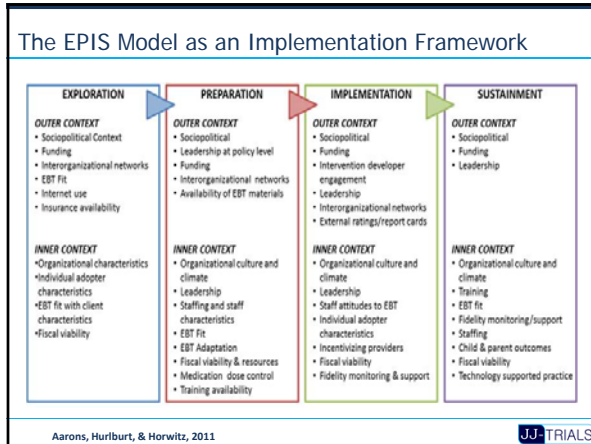 The EPIS Model as an Implementation Framework
EXPLORATION
OUTER CONTEXT
• Sociopolitical Context
• Funding
• Interorganizational networks
• EBT Fit
• Internet use
• Insurance availability
INNER CONTEXT
•Organizational characteristics
•Individual adopter
characteristics
•EBT fit with client
characteristics
•Fiscal viability
PREPARATION
OUTER CONTEXT
• Sociopolitical
• Leadership at policy level
• Funding
• Interorganizational networks
• Availability of EBT materials
INNER CONTEXT
• Organizational culture and
climate
• Leadership
• Staffing and staff
characteristics
• EBT Fit
• EBT Adaptation
• Fiscal viability & resources
• Medication dose control
• Training availability
IMPLEMENTATION
OUTER CONTEXT
• Sociopolitical
• Funding
• Intervention developer
engagement
• Leadership
• Interorganizational networks
• External ratings/report cards
INNER CONTEXT
• Organizational culture and
climate
• Leadership
• Staff attitudes to EBT
• Individual adopter
characteristics
• Incentivizing providers
• Fiscal viability
• Fidelity monitoring & support
SUSTAINMENT
OUTER CONTEXT
• Sociopolitical
• Funding
• Leadership
INNER CONTEXT
• Organizational culture and
climate
• Training
• EBT fit
• Fidelity monitoring/support
• Staffing
• Child & parent outcomes
• Fiscal viability
• Technology supported practice
Aarons, Hurlburt, & Horwitz, 2011
JJ-TRIALS